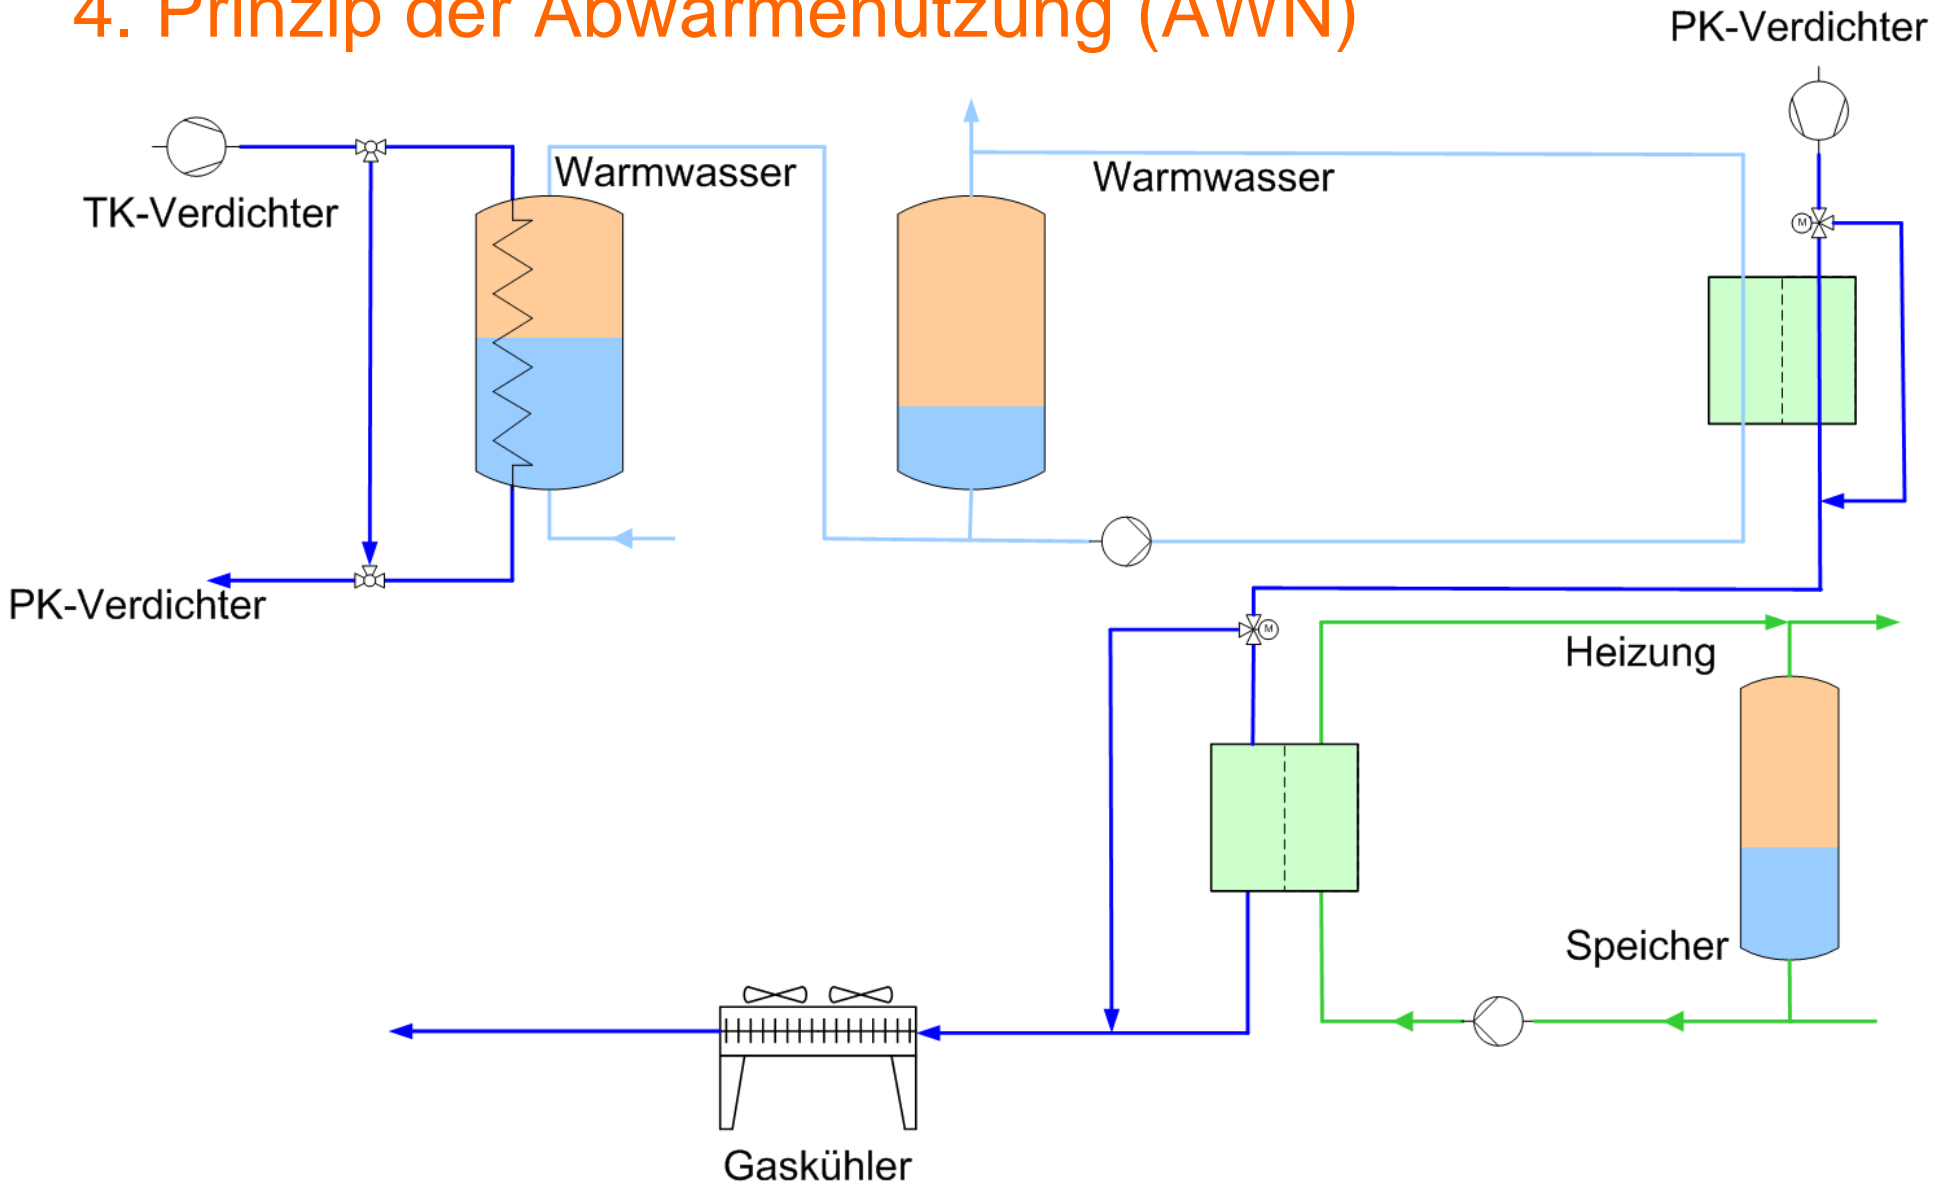 4. Prinzip der Abwärmenutzung (AWN)
PK-Verdichter
Warmwasser
Warmwasser
TK-Verdichter
M
PK-Verdichter
M
Heizung
Speicher
Gaskühler